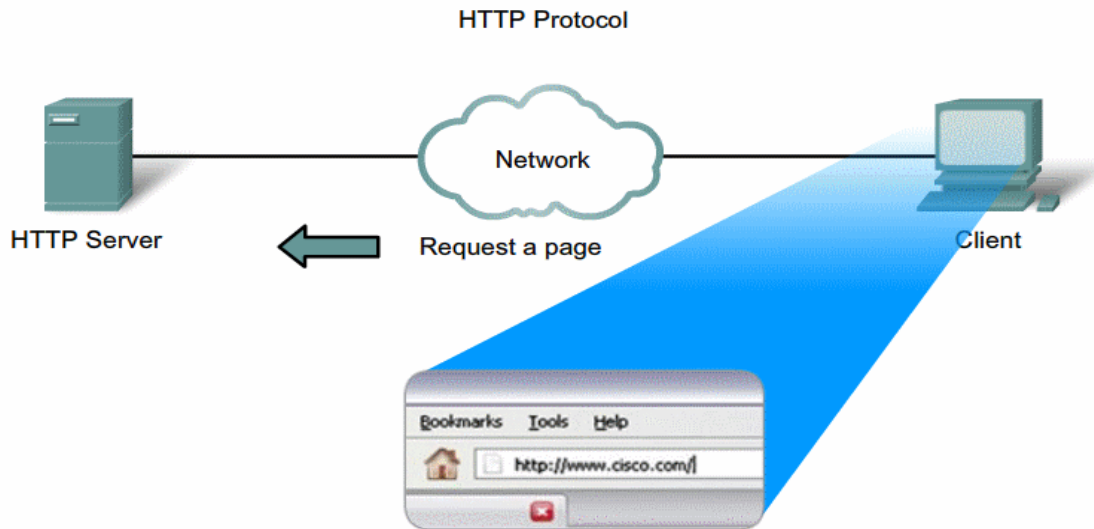 HTTP Protocol
Network
HTTP Server
Request a page
Client
Bookmarks Tools Help
http://www.cisco.com/